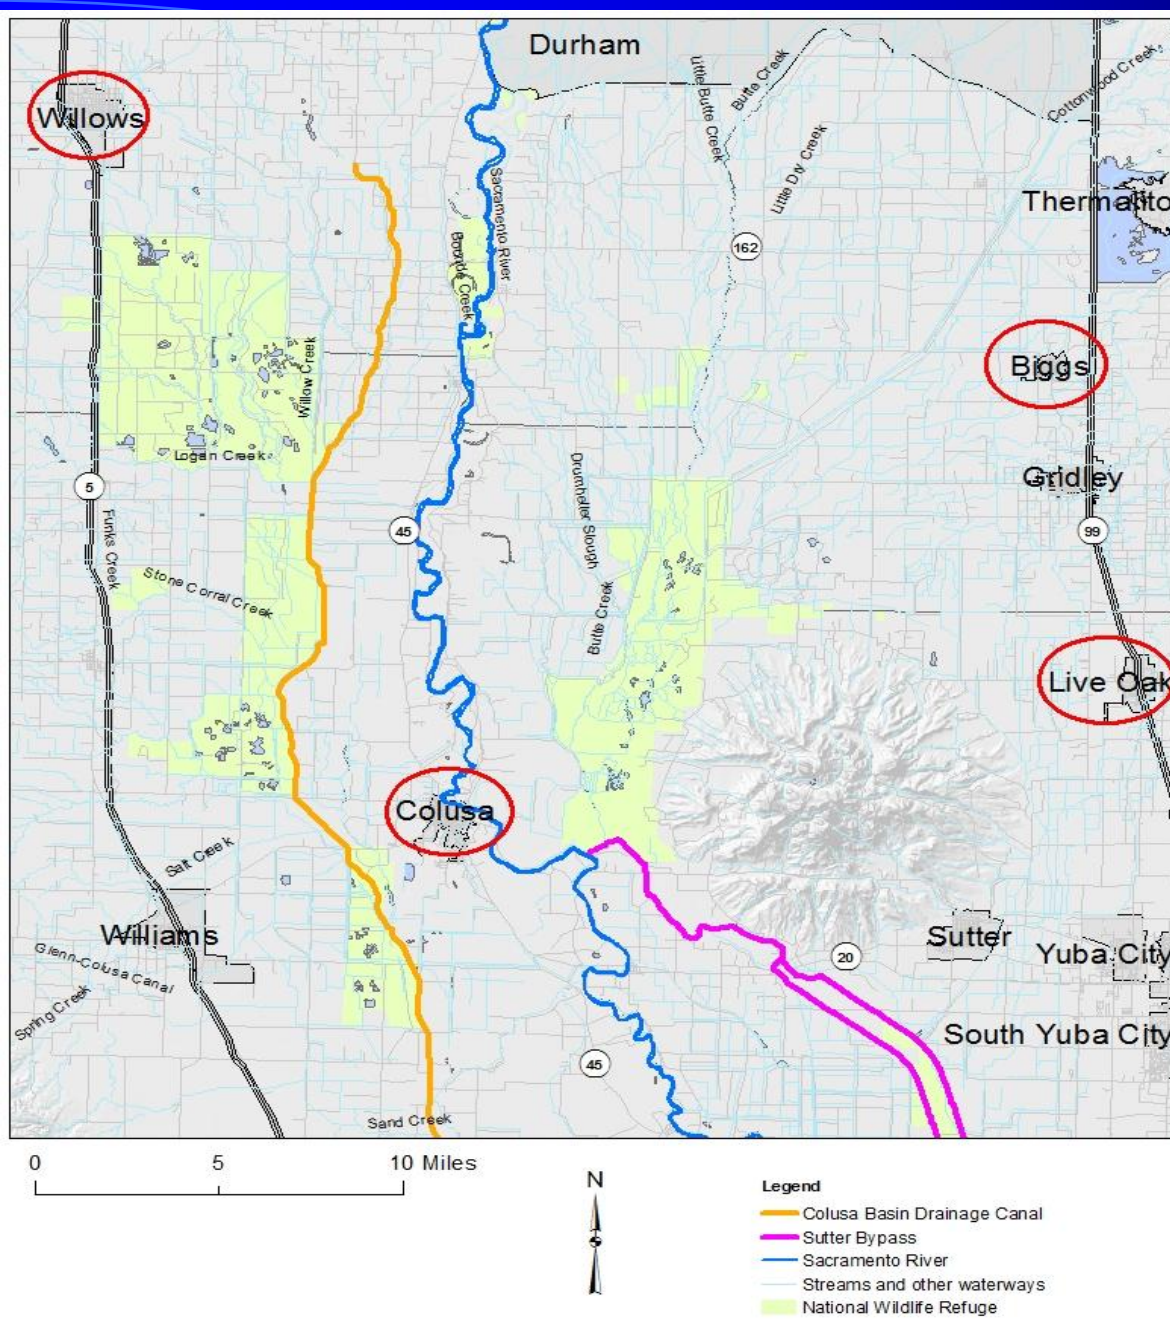 Durham
Willows
Little Butte Creek
Butte Creek
Cottonwood Creek
Sacramento River
Little Dry Creek
Thermalito
162
Bounde Creek
Willow Creek
Biggs
Logan Creek
Gridley
5
45
Drumheller Slough
99
Funks Creek
Stone Corral Creek
Butte Creek
Live Oak
Colusa
Salt Creek
Williams
Sutter
Yuba City
Glenn-Colusa Canal
20
Spring Creek
South Yuba City
45
Sand Creek
0 5 10 Miles
N
Legend
Colusa Basin Drainage Canal
Sutter Bypass
Sacramento River
Streams and other waterways
National Wildlife Refuge